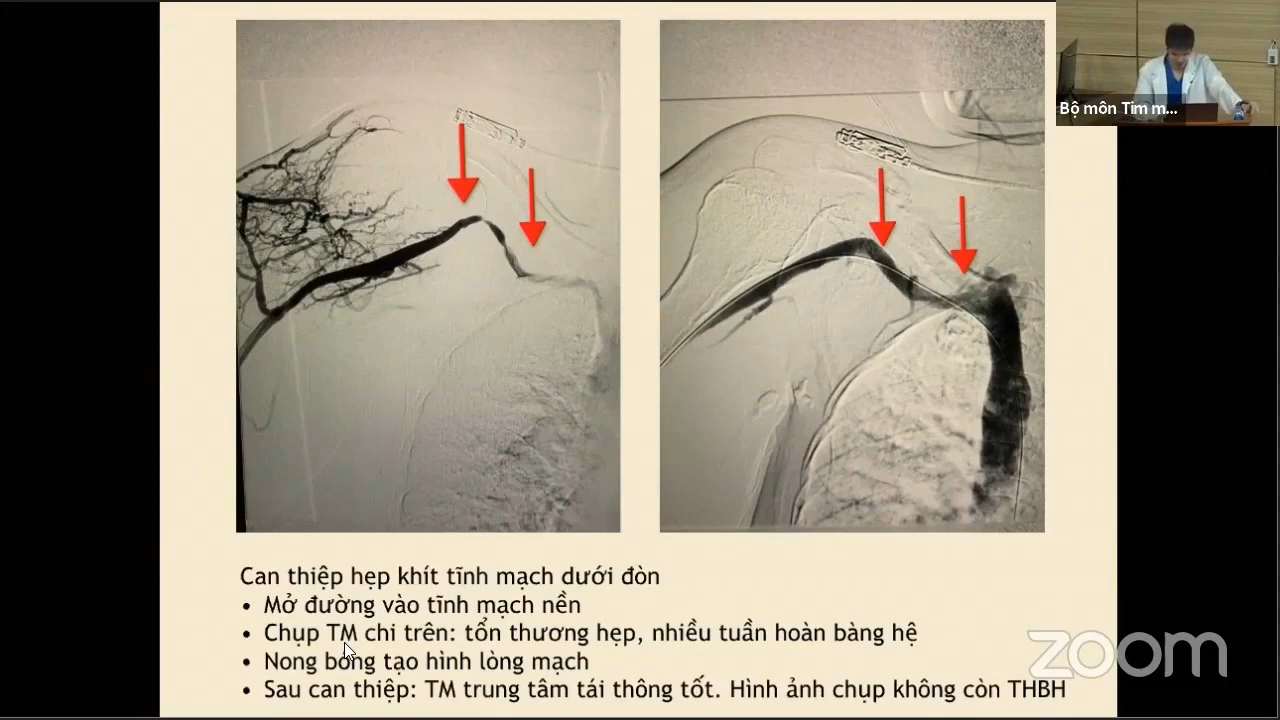 Bộ môn Tim m...
Can thiệp hẹp khít tĩnh mạch dưới đòn
• Mở đường vào tĩnh mạch nền
• Chụp TM chi trên: tổn thương hẹp, nhiều tuần hoàn bàng hệ
• Nong bóng tạo hình lòng mạch
• Sau can thiệp: TM trung tâm tái thông tốt. Hình ảnh chụp không còn THBH
zoom